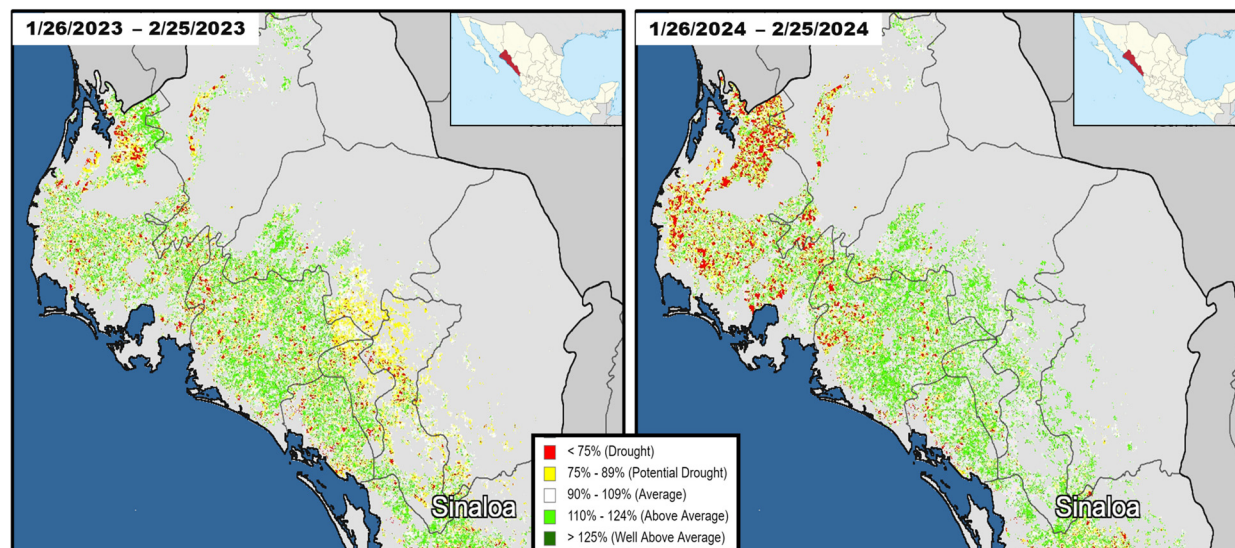 1/26/2023 – 2/25/2023
1/26/2024 – 2/25/2024
Sinaloa
Sinaloa
< 75% (Drought)
75% - 89% (Potential Drought)
90% - 109% (Average)
110% - 124% (Above Average)
> 125% (Well Above Average)